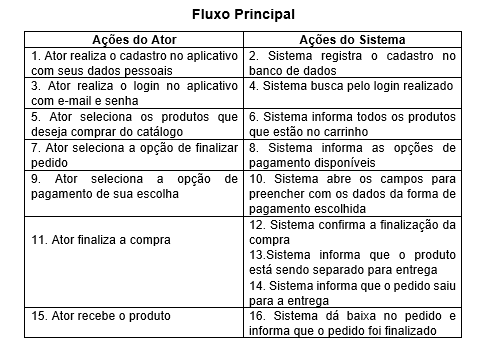 Fluxo Principal
Ações do Ator
Ações do Sistema
1. Ator realiza o cadastro no aplicativo
com seus dados pessoais
2. Sistema registra o cadastro no
banco de dados
3. Ator realiza o login no aplicativo
com e-mail e senha
4. Sistema busca pelo login realizado
5. Ator seleciona os produtos que
deseja comprar do catálogo
6. Sistema informa todos os produtos
que estão no carrinho
7. Ator seleciona a opção de finalizar
pedido
8. Sistema informa as opções de
pagamento disponíveis
9. Ator seleciona a opção de
pagamento de sua escolha
10. Sistema abre os campos para
preencher com os dados da forma de
pagamento escolhida
11. Ator finaliza a compra
12. Sistema confirma a finalização da
compra
13.Sistema informa que o produto
está sendo separado para entrega
14. Sistema informa que o pedido saiu
para a entrega
15. Ator recebe o produto
16. Sistema dá baixa no pedido e
informa que o pedido foi finalizado